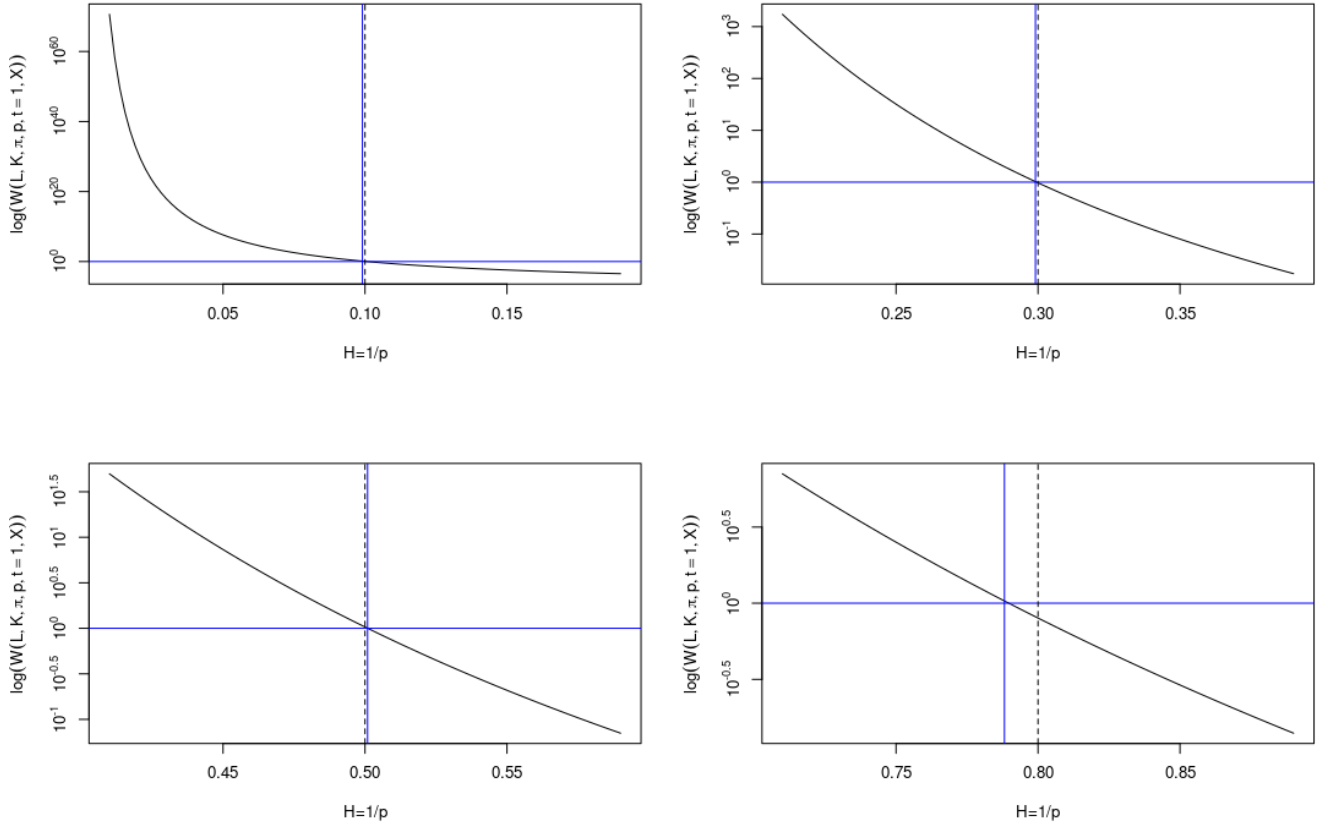 log(W(L, K, π, p, t = 1, X))
10^60
10^40
10^20
10^0
0.05 0.10 0.15
H=1/p
log(W(L, K, π, p, t = 1, X))
10^3
10^2
10^1
10^0
10^-1
0.25 0.30 0.35
H=1/p
log(W(L, K, π, p, t = 1, X))
10^1.5
10^1
10^0.5
10^0
10^-0.5
10^-1
0.45 0.50 0.55
H=1/p
log(W(L, K, π, p, t = 1, X))
10^0.5
10^0
10^-0.5
0.75 0.80 0.85
H=1/p